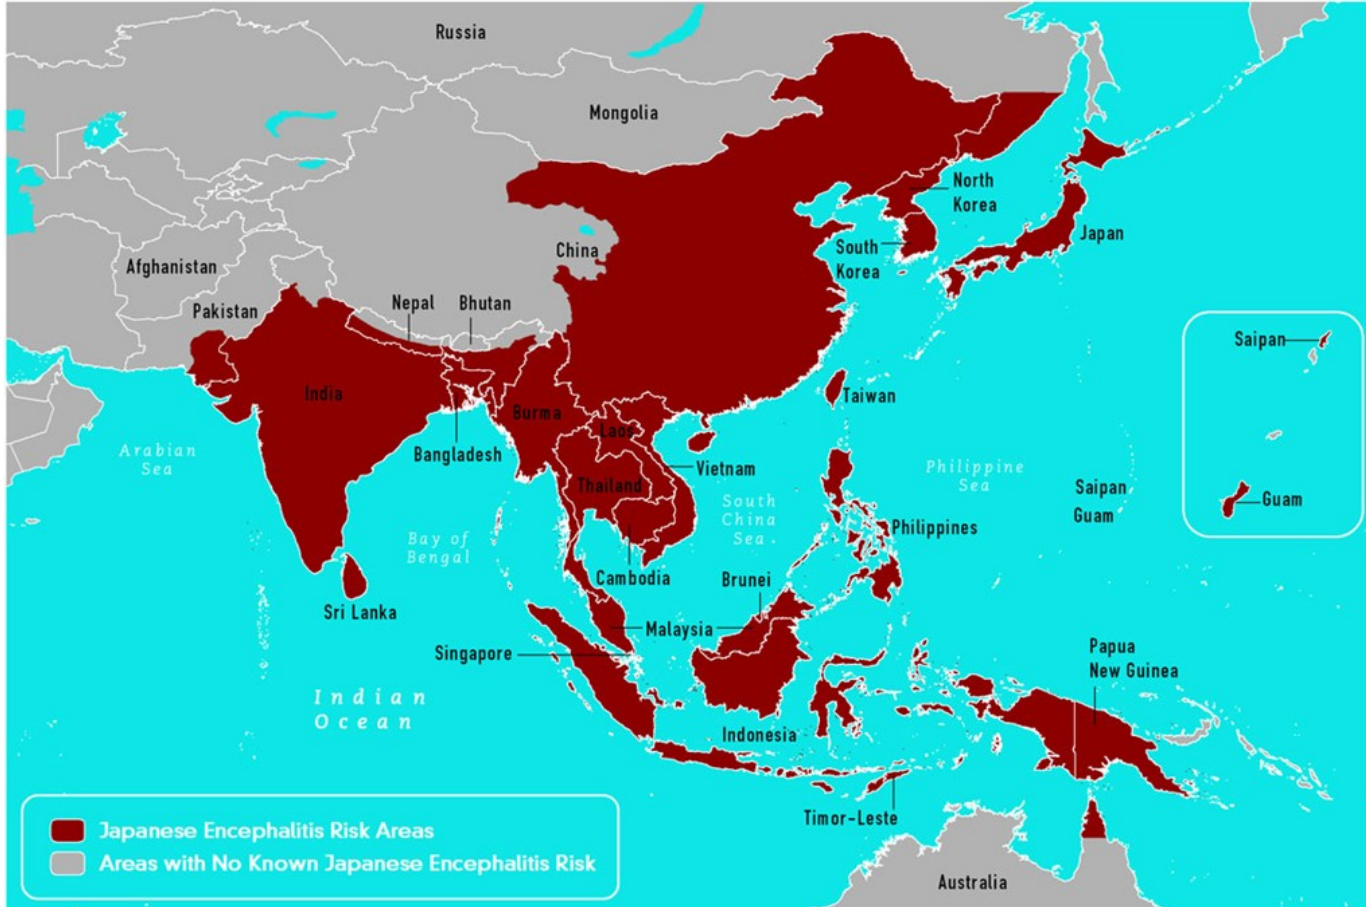 Russia
Mongolia
North
Korea
China
South
Korea
Japan
Afghanistan
Pakistan
Nepal
Bhutan
Saipan
India
Taiwan
Burma
Laos
Arabian
Sea
Bangladesh
Vietnam
Philippine
Sea
Thailand
Saipan
Guam
Guam
South
China
Sea
Philippines
Bay of
Bengal
Cambodia
Brunei
Sri Lanka
Malaysia
Singapore
Papua
New Guinea
Indian
Ocean
Indonesia
Timor-Leste
Japanese Encephalitis Risk Areas
Areas with No Known Japanese Encephalitis Risk
Australia